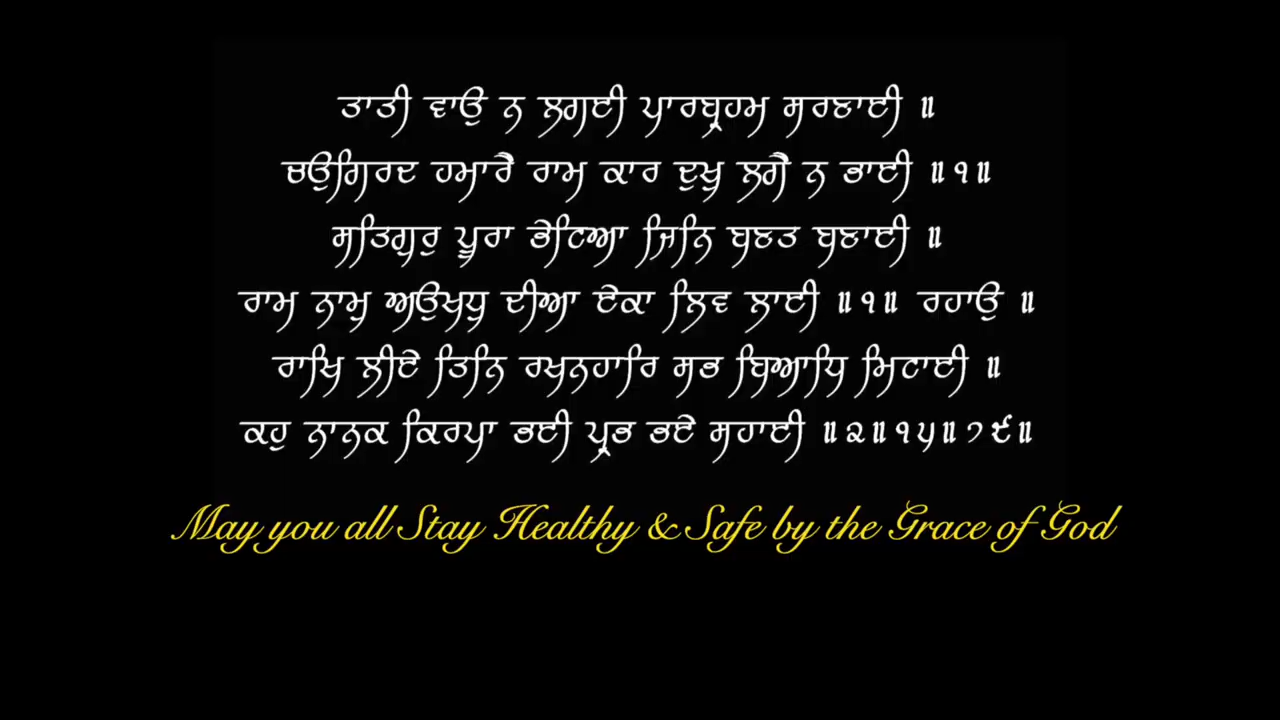 ਤਾਤੀ ਵਾਉ ਨ ਲਗਈ ਪਾਰਬ੍ਰਹਮ ਸਰਣਾਈ ॥
ਚਉਗਿਰਦ ਹਮਾਰੈ ਰਾਮ ਕਾਰ ਦੁਖੁ ਲਗੈ ਨ ਭਾਈ ॥੧॥
ਸਤਿਗੁਰੁ ਪੂਰਾ ਭੇਟਿਆ ਜਿਨਿ ਬਣਤ ਬਣਾਈ ॥
ਰਾਮ ਨਾਮੁ ਅਉਖਧੁ ਦੀਆ ਏਕਾ ਲਿਵ ਲਾਈ ॥੧॥ ਰਹਾਉ ॥
ਰਾਖਿ ਲੀਏ ਤਿਨਿ ਰਖਨਹਾਰਿ ਸਭ ਬਿਆਧਿ ਮਿਟਾਈ ॥
ਕਹੁ ਨਾਨਕ ਕਿਰਪਾ ਭਈ ਪ੍ਰਭ ਭਏ ਸਹਾਈ ॥੨॥੧੫॥੭੯॥
May you all Stay Healthy & Safe by the Grace of God